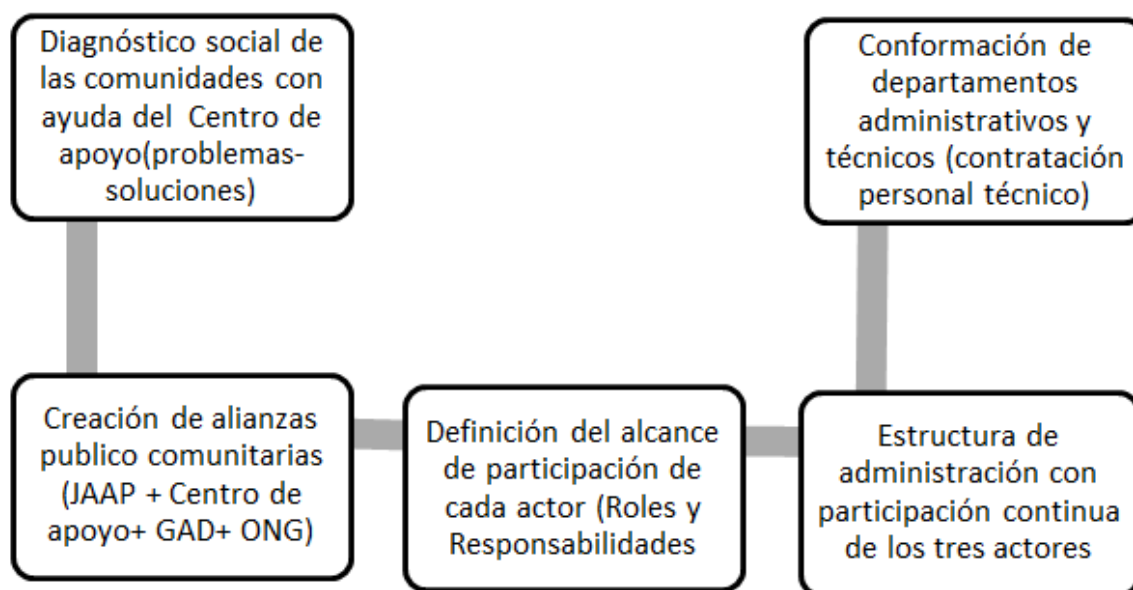 Diagnóstico social de
las comunidades con
ayuda del Centro de
apoyo(problemas-
soluciones)
Creación de alianzas
publico comunitarias
(JAAP + Centro de
apoyo+ GAD+ ONG)
Definición del alcance
de participación de
cada actor (Roles y
Responsabilidades
Estructura de
administración con
participación continua
de los tres actores
Conformación de
departamentos
administrativos y
técnicos (contratación
personal técnico)